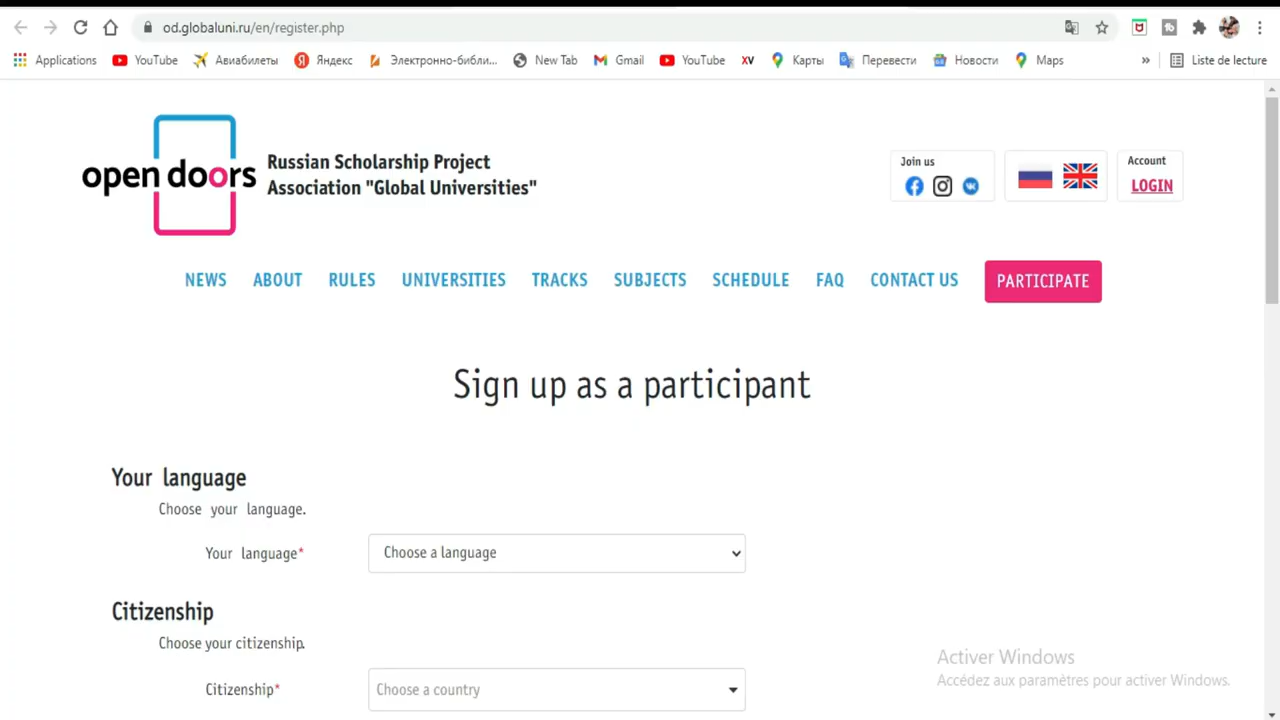 od.globaluni.ru/en/register.php
Applications YouTube Авиабилеты Яндекс Электронно-библи... New Tab Gmail YouTube XV Карты Перевести Новости Maps » Liste de lecture
open doors
Russian Scholarship Project
Association "Global Universities"
Join us
Account
LOGIN
NEWS ABOUT RULES UNIVERSITIES TRACKS SUBJECTS SCHEDULE FAQ CONTACT US PARTICIPATE
Sign up as a participant
Your language
Choose your language.
Your language* Choose a language
Citizenship
Choose your citizenship.
Citizenship* Choose a country
Activer Windows
Accédez aux paramètres pour activer Windows.